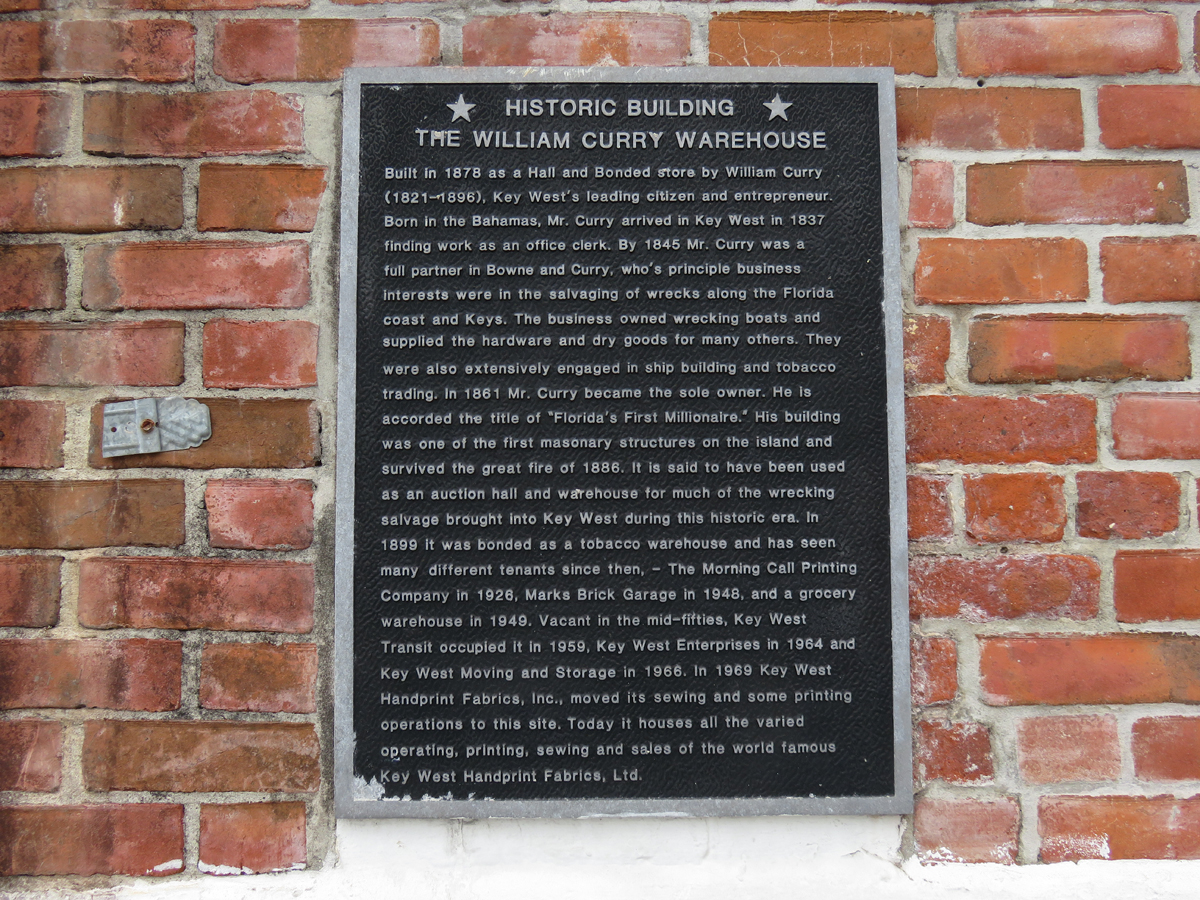 HISTORIC BUILDING
THE WILLIAM CURRY WAREHOUSE
Built in 1878 as a Hall and Bonded store by William Curry
(1821-1896), Key West's leading citizen and entrepreneur.
Born in the Bahamas, Mr. Curry arrived in Key West in 1837
finding work as an office clerk. By 1845 Mr. Curry was a
full partner in Bowne and Curry, who's principle business
interests were in the salvaging of wrecks along the Florida
coast and Keys. The business owned wrecking boats and
supplied the hardware and dry goods for many others. They
were also extensively engaged in ship building and tobacco
trading. In 1861 Mr. Curry became the sole owner. He is
accorded the title of "Florida's First Millionaire." His building
was one of the first masonary structures on the island and
survived the great fire of 1886. It is said to have been used
as an auction hall and warehouse for much of the wrecking
salvage brought into Key West during this historic era. In
1899 it was bonded as a tobacco warehouse and has seen
many different tenants since then, - The Morning Call Printing
Company in 1926, Marks Brick Garage in 1948, and a grocery
warehouse in 1949. Vacant in the mid-fifties, Key West
Transit occupied it in 1959, Key West Enterprises in 1964 and
Key West Moving and Storage in 1966. In 1969 Key West
Handprint Fabrics, Inc., moved its sewing and some printing
operations to this site. Today it houses all the varied
operating, printing, sewing and sales of the world famous
Key West Handprint Fabrics, Ltd.